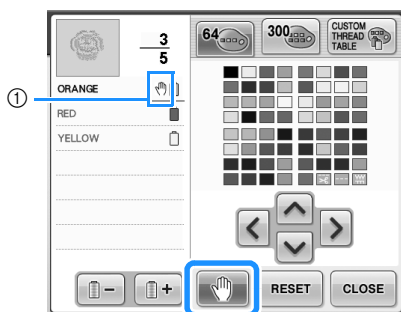 3
5
64
300
CUSTOM
THREAD
TABLE
①
ORANGE
RED
YELLOW
−
+
RESET
CLOSE